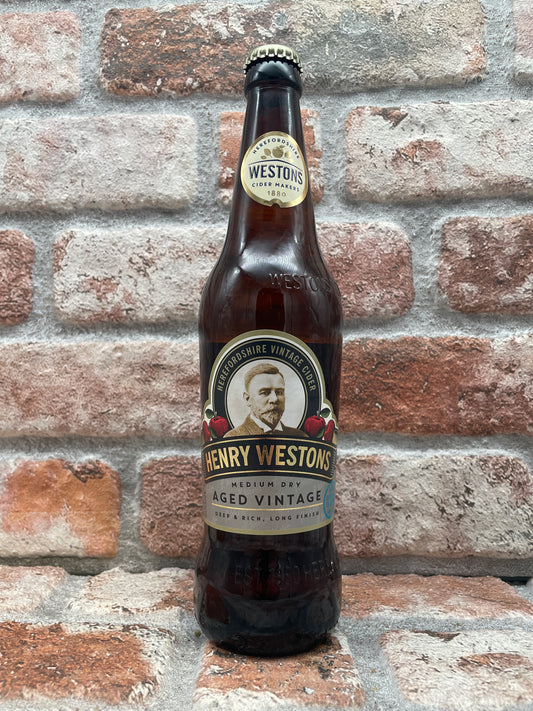 HEREFORDSHIRE
WESTONS
CIDER MAKERS
1880
WESTONS
HEREFORDSHIRE VINTAGE CIDER
HENRY WESTONS
MEDIUM DRY
AGED VINTAGE
DEEP & RICH, LONG FINISH